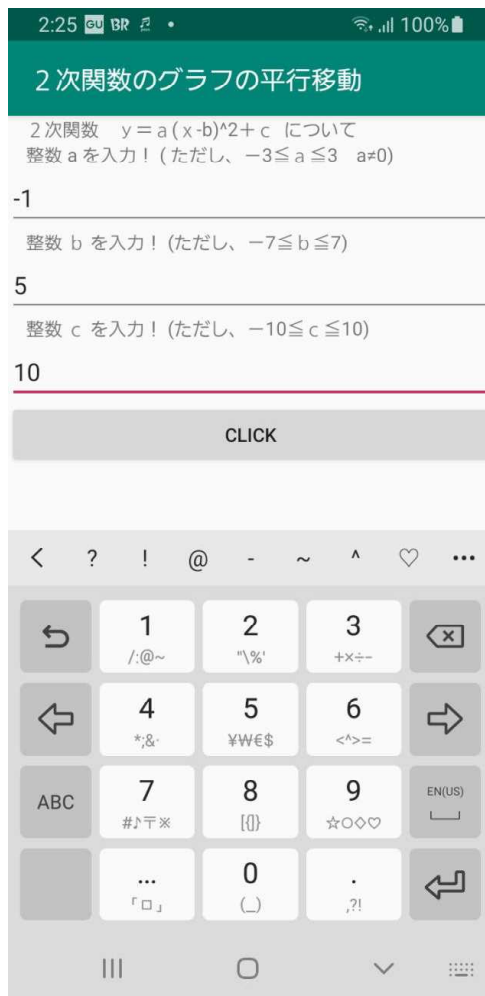 2:25 GU BR 100%
２次関数のグラフの平行移動
２次関数　ｙ＝ａ(ｘ-b)^2＋ｃ について
整数 a を入力！ (ただし、－3≦ａ≦3　a≠0)
-1
整数 ｂ を入力！ (ただし、－7≦ｂ≦7)
5
整数 ｃ を入力！ (ただし、－10≦ｃ≦10)
10
CLICK
? ! @ - ~ ^ ♡ •••
1 2 3
/:@~ "\%' +×÷−
4 5 6
*;&· ¥₩€$ <^>=
ABC 7 8 9 EN(US)
#♪〒※ [{]} ☆○◇♡
... 0 .
「ロ」 (_) ,?!